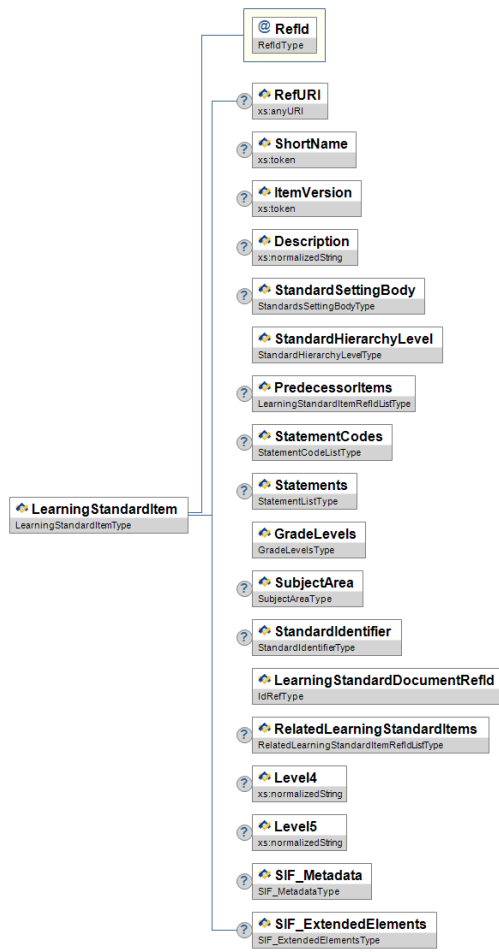 @ RefId
RefIdType
? RefURI
xs:anyURI
? ShortName
xs:token
? ItemVersion
xs:token
? Description
xs:normalizedString
? StandardSettingBody
StandardsSettingBodyType
StandardHierarchyLevel
StandardHierarchyLevelType
? PredecessorItems
LearningStandardItemRefIdListType
? StatementCodes
StatementCodeListType
? Statements
StatementListType
LearningStandardItem
LearningStandardItemType
GradeLevels
GradeLevelsType
? SubjectArea
SubjectAreaType
? StandardIdentifier
StandardIdentifierType
LearningStandardDocumentRefId
IdRefType
? RelatedLearningStandardItems
RelatedLearningStandardItemRefIdListType
? Level4
xs:normalizedString
? Level5
xs:normalizedString
? SIF_Metadata
SIF_MetadataType
? SIF_ExtendedElements
SIF_ExtendedElementsType